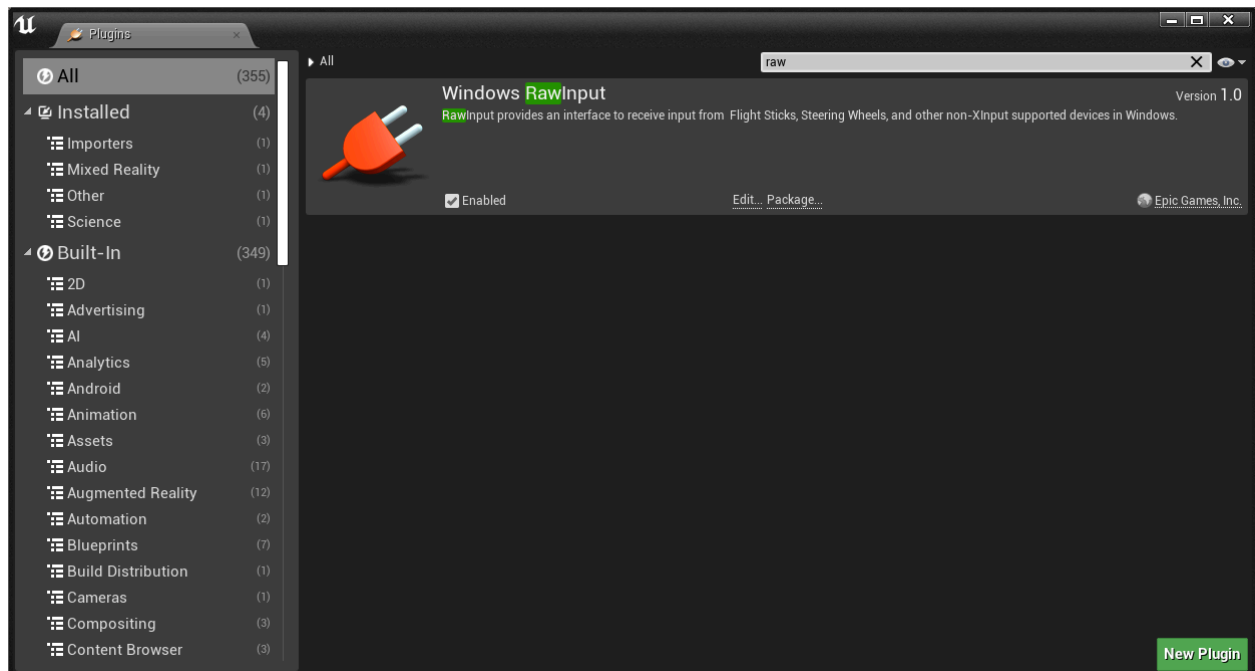 Plugins
All (355)
Installed (4)
Importers (1)
Mixed Reality (1)
Other (1)
Science (1)
Built-In (349)
2D (1)
Advertising (1)
AI (4)
Analytics (5)
Android (2)
Animation (6)
Assets (3)
Audio (17)
Augmented Reality (12)
Automation (2)
Blueprints (7)
Build Distribution (1)
Cameras (1)
Compositing (3)
Content Browser (3)
All
raw
Windows RawInput
Version 1.0
RawInput provides an interface to receive input from Flight Sticks, Steering Wheels, and other non-XInput supported devices in Windows.
Enabled
Edit... Package...
Epic Games, Inc.
New Plugin